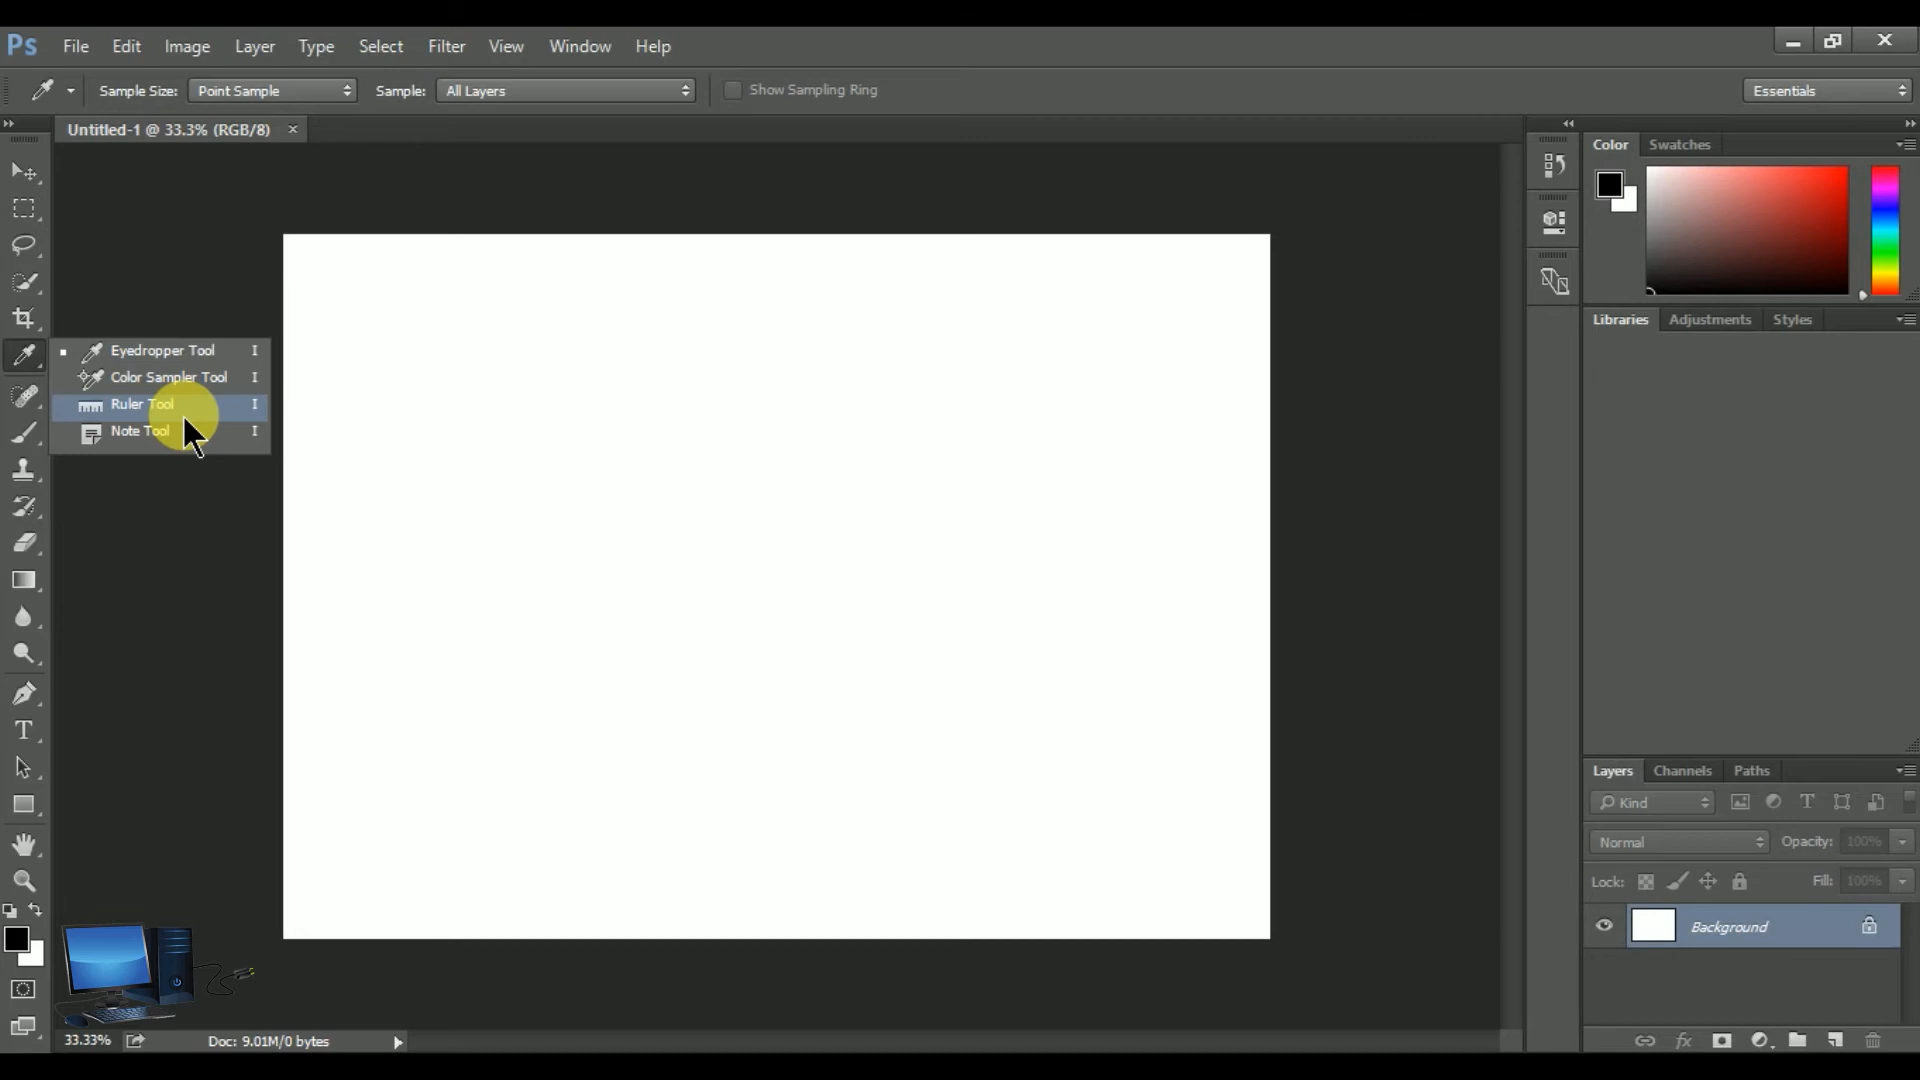 Ps File Edit Image Layer Type Select Filter View Window Help
Sample Size: Point Sample Sample: All Layers Show Sampling Ring Essentials
Untitled-1 @ 33.3% (RGB/8) ×
Color Swatches
Eyedropper Tool I
Color Sampler Tool I
Ruler Tool I
Note Tool I
Libraries Adjustments Styles
Layers Channels Paths
Kind
Normal Opacity: 100%
Lock: Fill: 100%
Background
33.33% Doc: 9.01M/0 bytes
fx